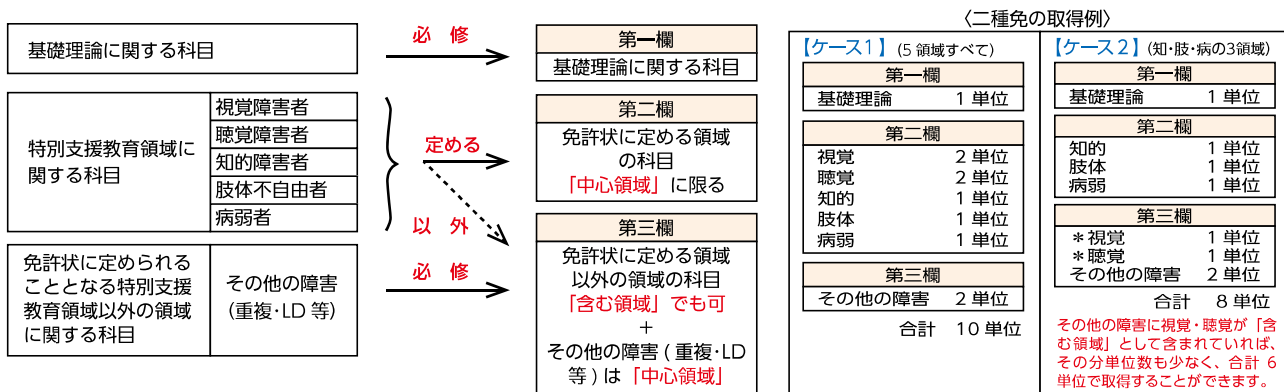 基礎理論に関する科目
必 修
第一欄
基礎理論に関する科目
特別支援教育領域に
関する科目
視覚障害者
聴覚障害者
知的障害者
肢体不自由者
病弱者
定める
以 外
第二欄
免許状に定める領域
の科目
「中心領域」に限る
免許状に定められる
こととなる特別支援
教育領域以外の領域
に関する科目
その他の障害
(重複･LD 等)
必 修
第三欄
免許状に定める領域
以外の領域の科目
「含む領域」でも可
+
その他の障害 ( 重複･LD
等 ) は「中心領域」
〈二種免の取得例〉
【ケース1】(5 領域すべて)
第一欄
基礎理論 1 単位
第二欄
視覚 2 単位
聴覚 2 単位
知的 1 単位
肢体 1 単位
病弱 1 単位
第三欄
その他の障害 2 単位
合計 10 単位
【ケース2】(知･肢･病の3領域)
第一欄
基礎理論 1 単位
第二欄
知的 1 単位
肢体 1 単位
病弱 1 単位
第三欄
＊視覚 1 単位
＊聴覚 1 単位
その他の障害 2 単位
合計 8 単位
その他の障害に視覚・聴覚が「含
む領域」として含まれていれば、
その分単位数も少なく、合計 6
単位で取得することができます。